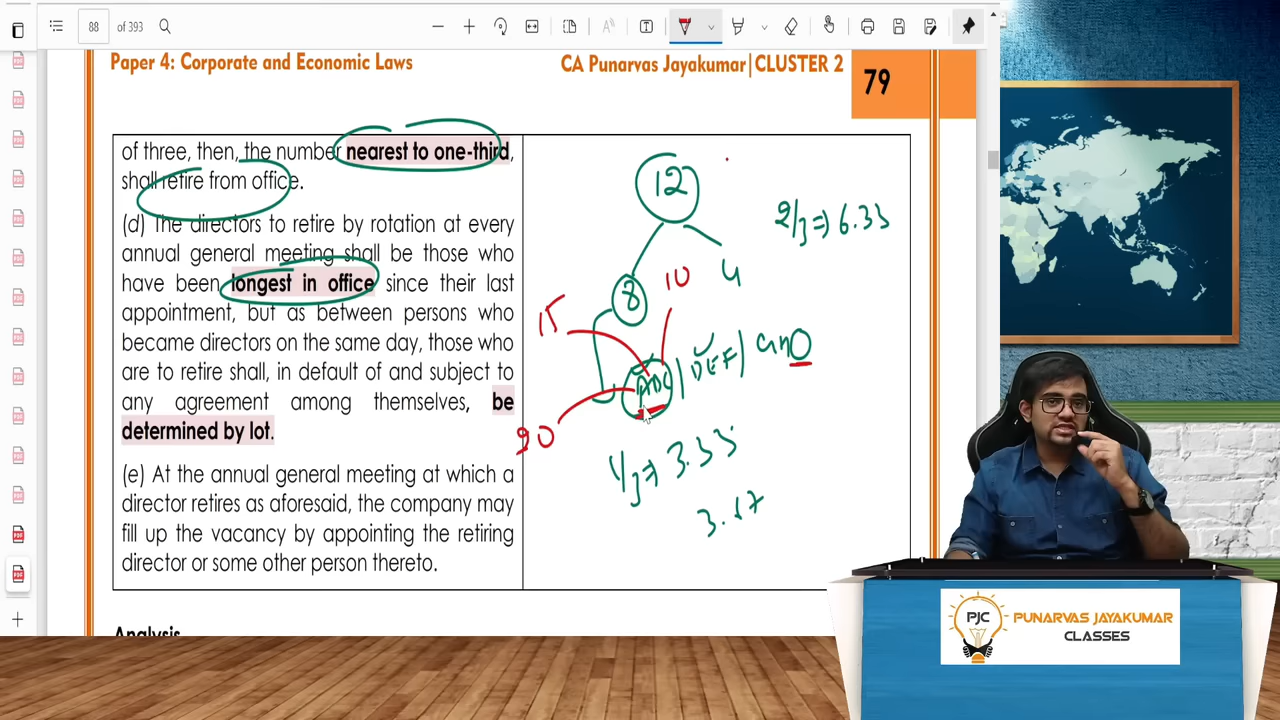 88 of 393
Paper 4: Corporate and Economic Laws
CA Punarvas Jayakumar|CLUSTER 2
79
of three, then, the number nearest to one-third,
shall retire from office.
(d) The directors to retire by rotation at every
annual general meeting shall be those who
have been longest in office since their last
appointment, but as between persons who
became directors on the same day, those who
are to retire shall, in default of and subject to
any agreement among themselves, be
determined by lot.
(e) At the annual general meeting at which a
director retires as aforesaid, the company may
fill up the vacancy by appointing the retiring
director or some other person thereto.
12
2/3 ⇒ 6.33
8
4
10
15
ABC | DEF |
90
1/3 ⇒ 3.33
3.67
Analysis
PJC
PUNARVAS JAYAKUMAR
CLASSES